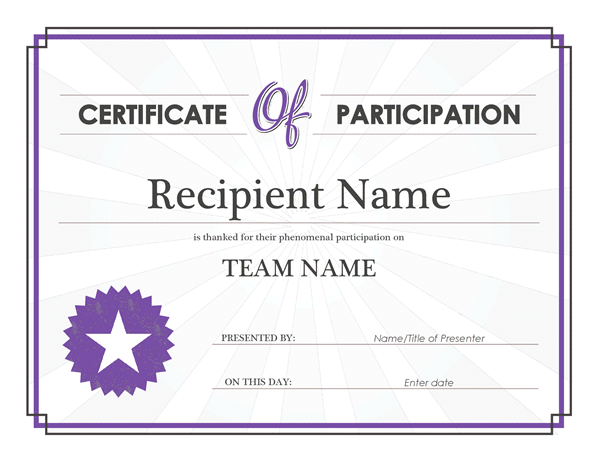 CERTIFICATE Of PARTICIPATION
Recipient Name
is thanked for their phenomenal participation on
TEAM NAME
PRESENTED BY: Name/Title of Presenter
ON THIS DAY: Enter date